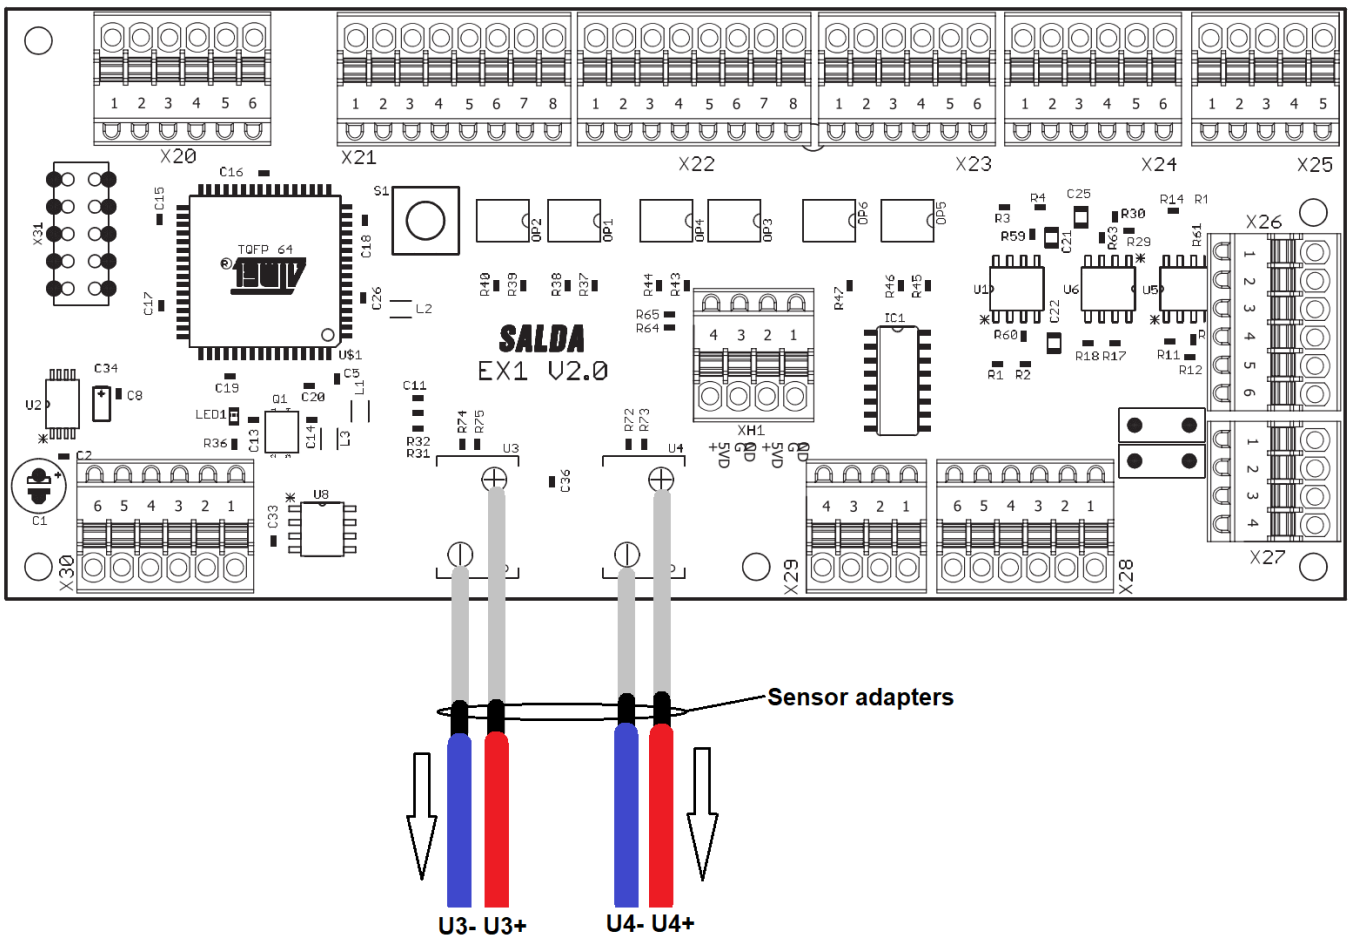 1 2 3 4 5 6
X20
1 2 3 4 5 6 7 8
X21
1 2 3 4 5 6 7 8
X22
1 2 3 4 5 6
X23
1 2 3 4 5 6
X24
1 2 3 4 5
X25
C16
X31
C15
TQFP 64
®
ATMEL
C18
S1
OP2
OP1
OP4
OP3
OP6
OP5
R3
R4
C25
R30
R14
R1
R59
C21
R63
R29
R61
X26
1
2
3
4
5
6
C17
C26
L2
R40
R39
R38
R37
R44
R43
R47
R46
R45
U1
U6
U5
R65
R64
4 3 2 1
IC1
R60
C22
R18
R17
R11
R12
R1
R2
U$1
SALDA
EX1 V2.0
C34
C19
C5
C20
L1
C11
U2
C8
LED1
Q1
R36
C13
C14
L3
R32
R31
R74
R75
U3
R72
R73
U4
XH1
+5VD
GND
+5VD
GND
C2
+
C1
6 5 4 3 2 1
X30
U8
C33
C36
+
+
-
-
4 3 2 1
X29
6 5 4 3 2 1
X28
1
2
3
4
X27
Sensor adapters
U3- U3+
U4- U4+